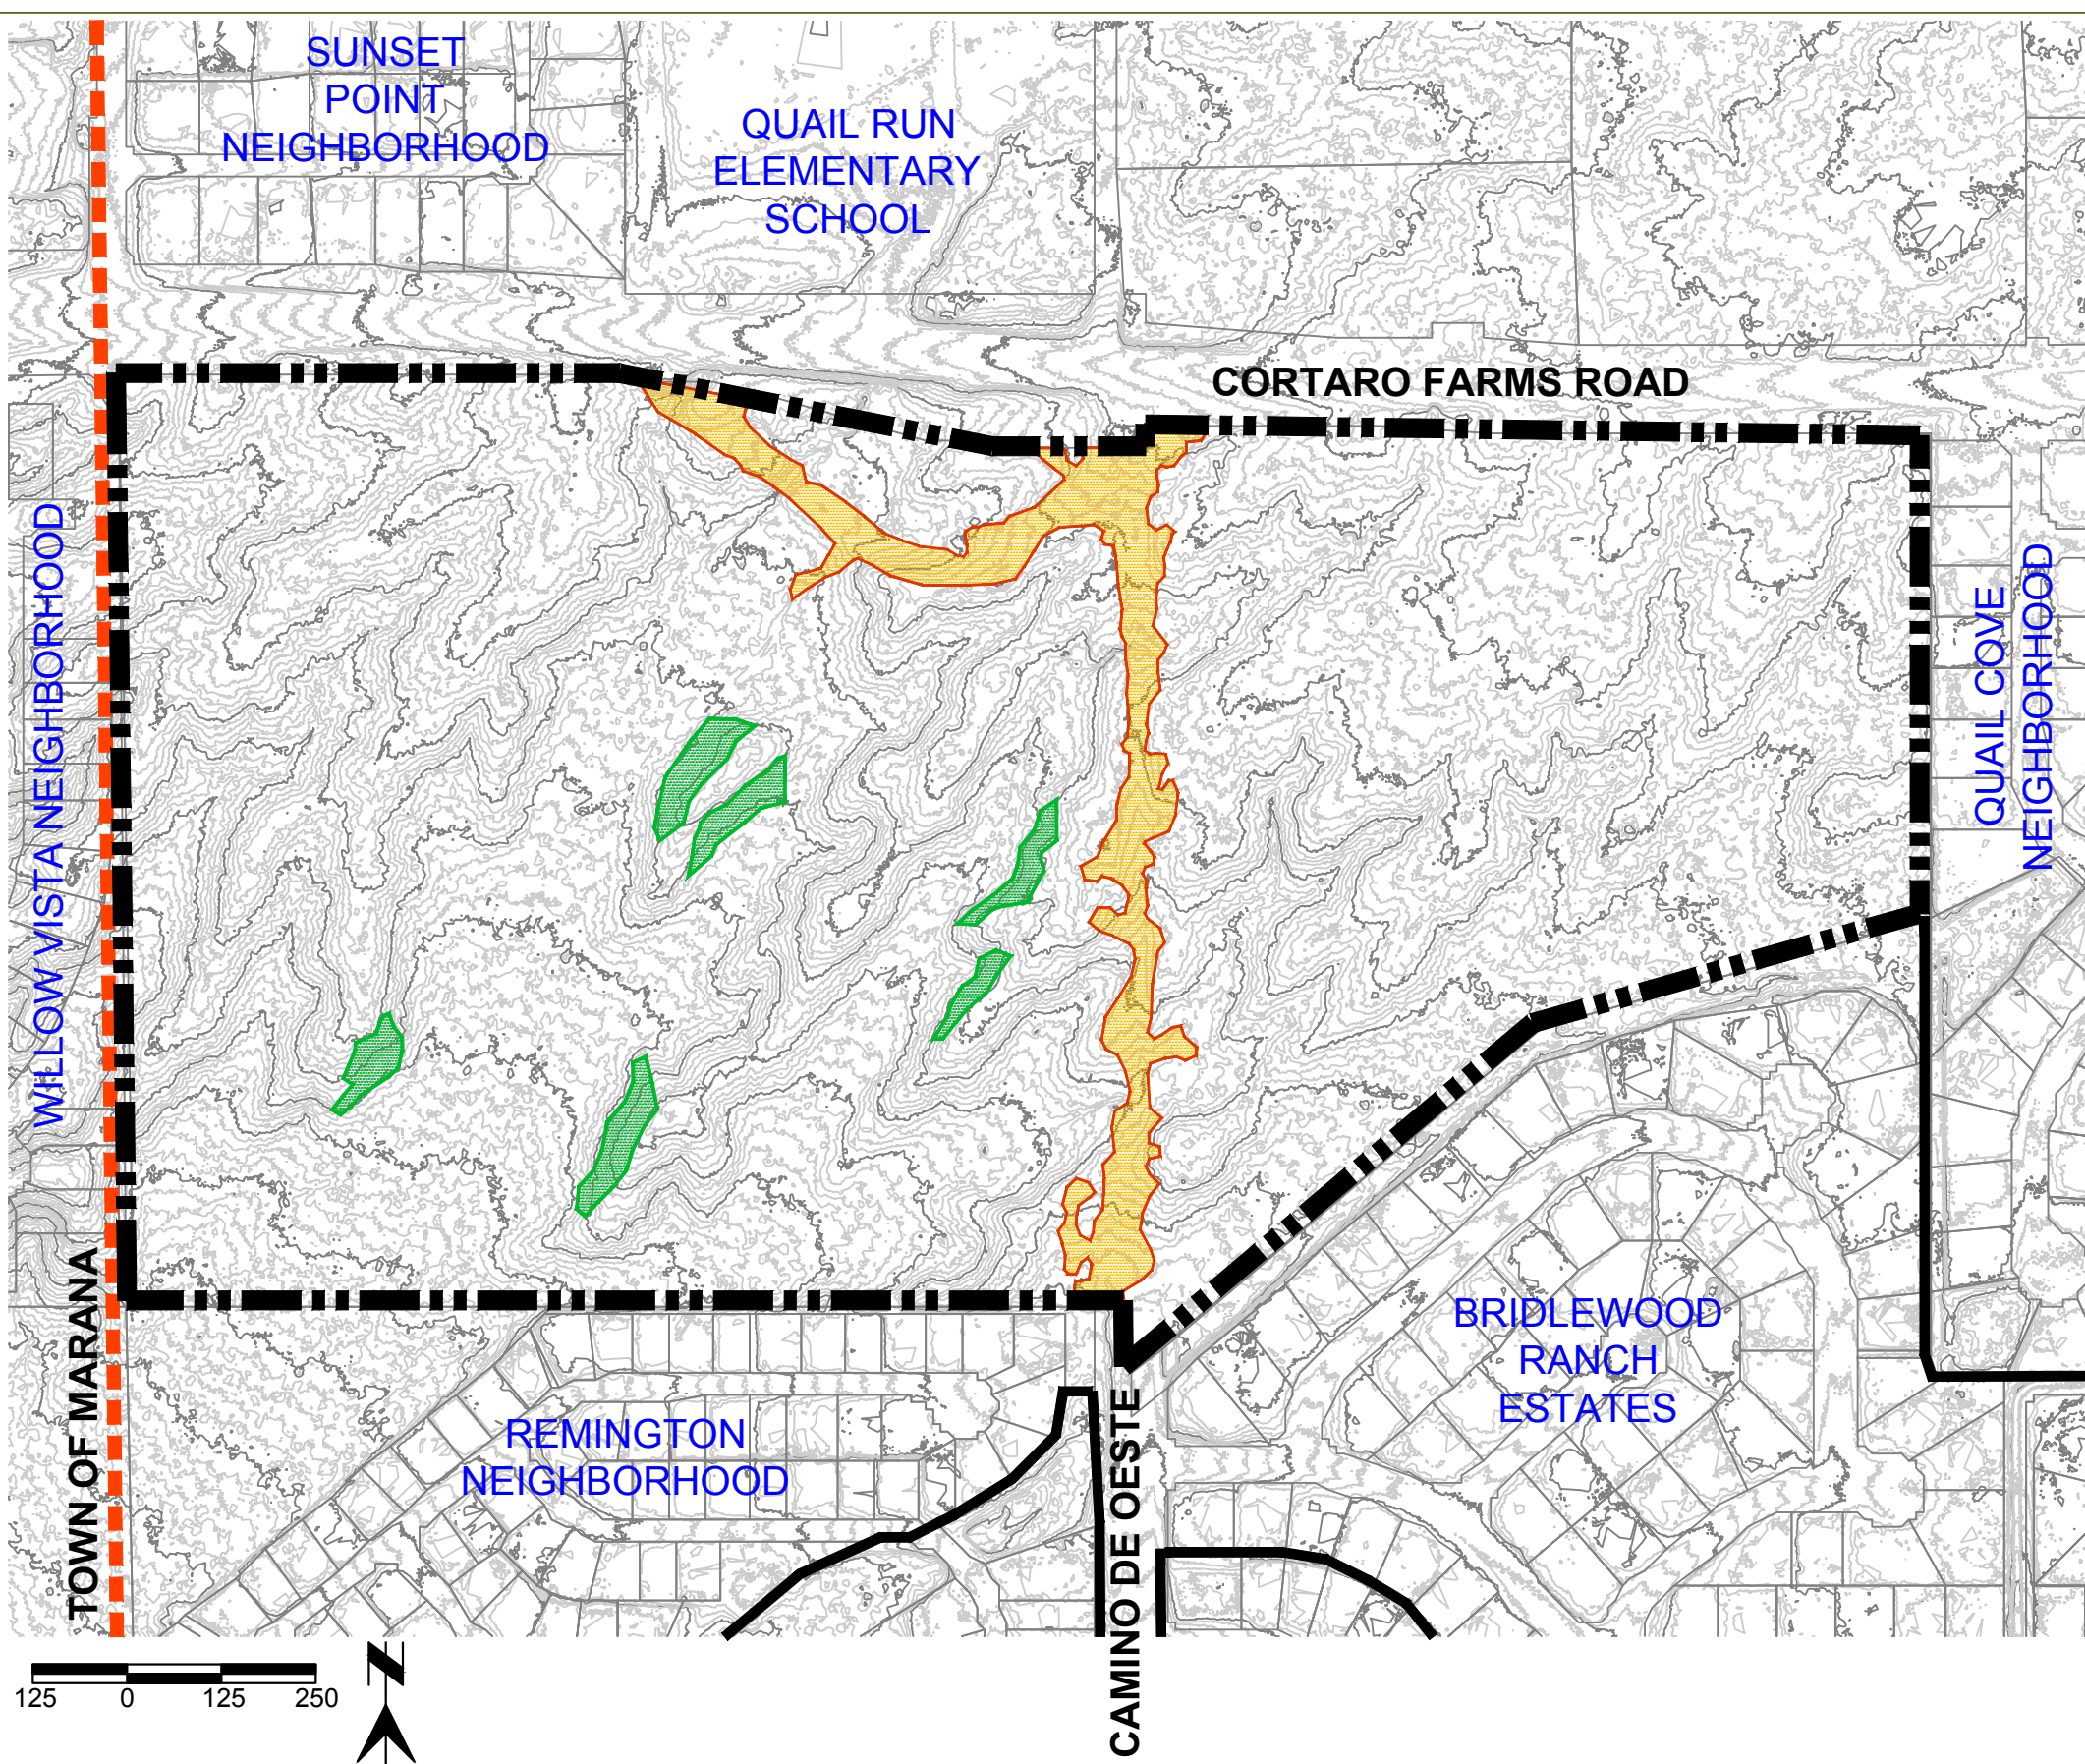 SUNSET
POINT
NEIGHBORHOOD
QUAIL RUN
ELEMENTARY
SCHOOL
CORTARO FARMS ROAD
WILLOW VISTA NEIGHBORHOOD
QUAIL COVE
NEIGHBORHOOD
TOWN OF MARANA
BRIDLEWOOD
RANCH
ESTATES
REMINGTON
NEIGHBORHOOD
CAMINO DE OESTE
125 0 125 250
N